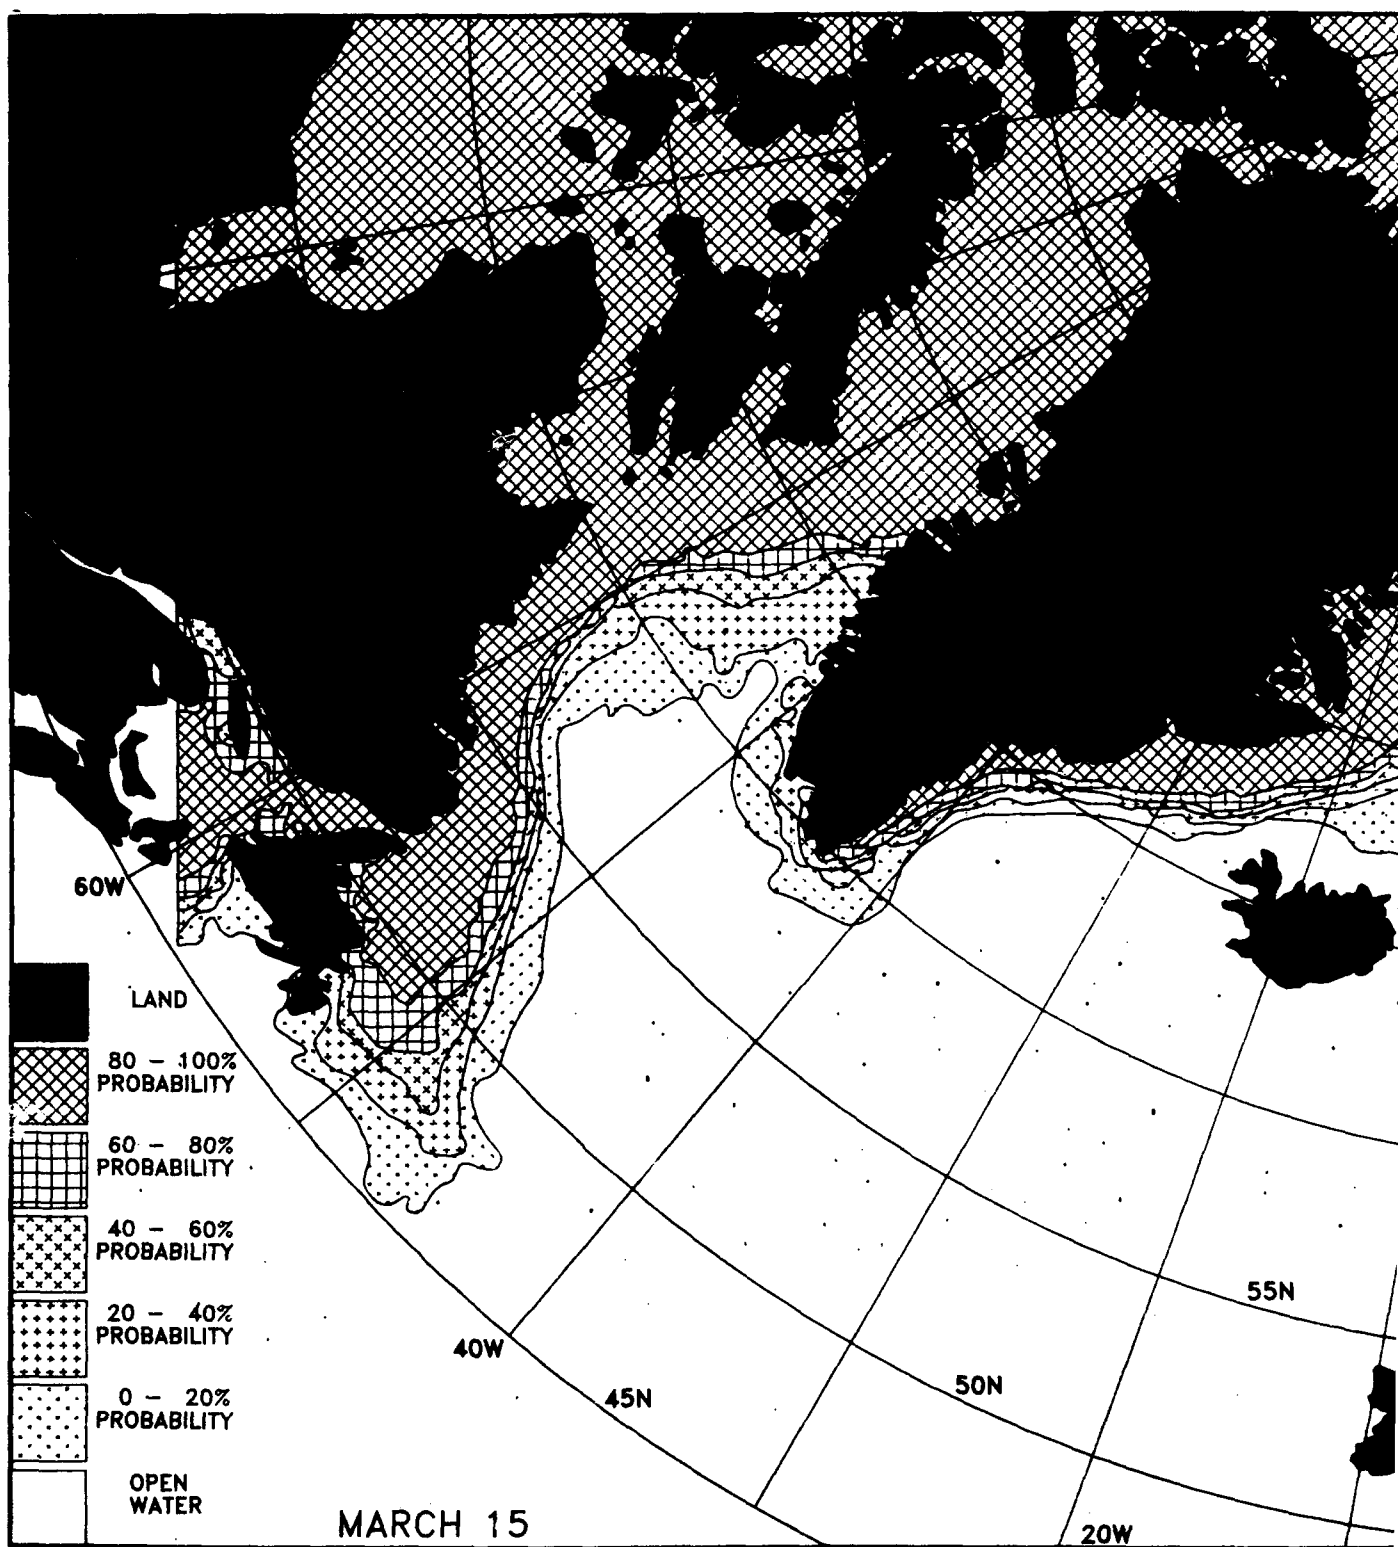 60W
LAND
80 - 100%
PROBABILITY
60 - 80%
PROBABILITY
40 - 60%
PROBABILITY
20 - 40%
PROBABILITY
0 - 20%
PROBABILITY
OPEN
WATER
MARCH 15
40W
45N
50N
55N
20W